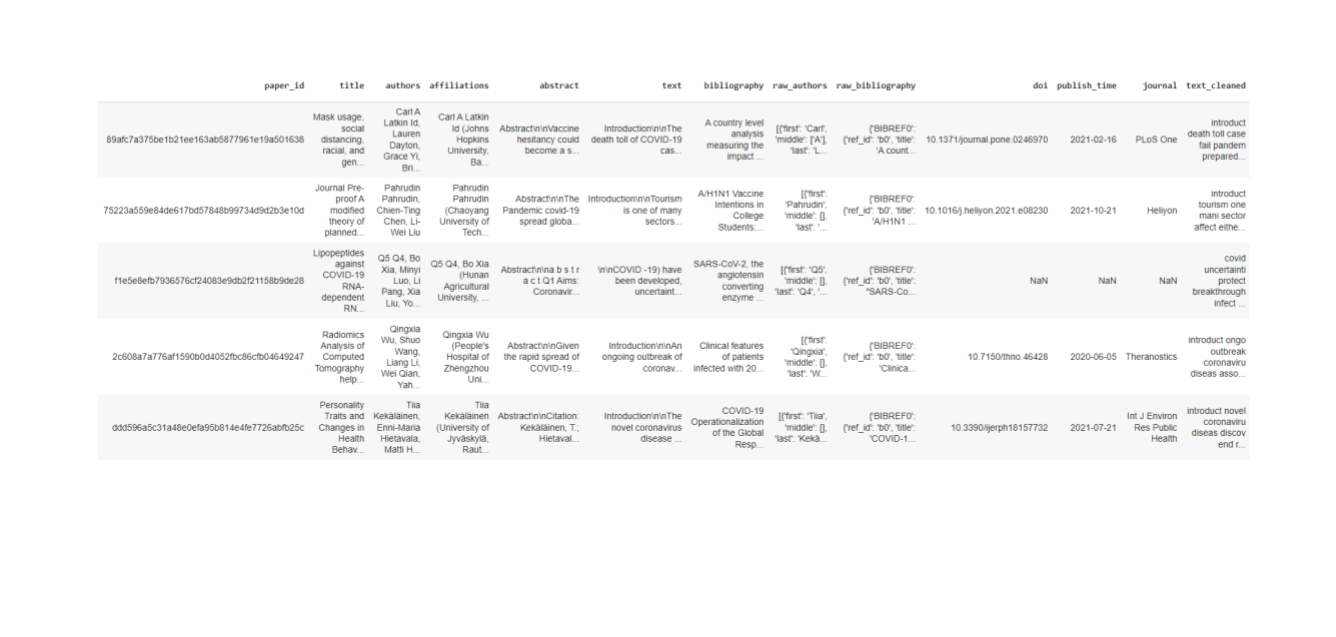 paper_id title authors affiliations abstract text bibliography raw_authors raw_bibliography doi publish_time journal text_cleaned
89afc7a375be1b21ee163ab5877961e19a501638
Mask usage,
social
distancing,
racial, and
gen...
Carl A
Latkin Id,
Lauren
Dayton,
Grace Yi,
Bri...
Carl A Latkin
Id (Johns
Hopkins
University,
Ba...
Abstract\n\nVaccine
hesitancy could
become a s...
Introduction\n\nThe
death toll of COVID-19
cas...
A country level
analysis
measuring the
impact ...
[{'first': 'Carl',
'middle': ['A'],
'last': 'L...
{'BIBREF0':
{'ref_id': 'b0', 'title':
'A count...
10.1371/journal.pone.0246970
2021-02-16
PLoS One
introduct
death toll case
fail pandem
prepared...
75223a559e84de617bd57848b99734d9d2b3e10d
Journal Pre-
proof A
modified
theory of
planned...
Pahrudin
Pahrudin,
Chien-Ting
Chen, Li-
Wei Liu
Pahrudin
Pahrudin
(Chaoyang
University of
Tech...
Abstract\n\nThe
Pandemic covid-19
spread globa...
Introduction\n\nTourism
is one of many
sectors...
A/H1N1 Vaccine
Intentions in
College
Students:...
[{'first':
'Pahrudin',
'middle': [],
'last': '...
{'BIBREF0':
{'ref_id': 'b0', 'title':
'A/H1N1 ...
10.1016/j.heliyon.2021.e08230
2021-10-21
Heliyon
introduct
tourism one
mani sector
affect eithe...
f1e5e8efb7936576cf24083e9db2f21158b9de28
Lipopeptides
against
COVID-19
RNA-
dependent
RN...
Q5 Q4, Bo
Xia, Minyi
Luo, Li
Pang, Xia
Liu, Yo...
Q5 Q4, Bo Xia
(Hunan
Agricultural
University, ...
Abstract\n\na b s t r
a c t Q1 Aims:
Coronavir...
\n\nCOVID -19) have
been developed,
uncertaint...
SARS-CoV-2, the
angiotensin
converting
enzyme ...
[{'first': 'Q5',
'middle': [],
'last': 'Q4', '...
{'BIBREF0':
{'ref_id': 'b0', 'title':
"SARS-Co...
NaN
NaN
NaN
covid
uncertainti
protect
breakthrough
infect ...
2c608a7a776af1590b0d4052fbc86cfb04649247
Radiomics
Analysis of
Computed
Tomography
help...
Qingxia
Wu, Shuo
Wang,
Liang Li,
Wei Qian,
Yah...
Qingxia Wu
(People's
Hospital of
Zhengzhou
Uni...
Abstract\n\nGiven
the rapid spread of
COVID-19...
Introduction\n\nAn
ongoing outbreak of
coronav...
Clinical features
of patients
infected with 20...
[{'first':
'Qingxia',
'middle': [],
'last': 'W...
{'BIBREF0':
{'ref_id': 'b0', 'title':
'Clinica...
10.7150/thno.46428
2020-06-05
Theranostics
introduct ongo
outbreak
coronaviru
diseas asso...
ddd596a5c31a48e0efa95b814e4fe7726abfb25c
Personality
Traits and
Changes in
Health
Behav...
Tiia
Kekäläinen,
Enni-Maria
Hietavala,
Matti H...
Tiia
Kekäläinen
(University of
Jyväskylä,
Raut...
Abstract\n\nCitation:
Kekäläinen, T.;
Hietaval...
Introduction\n\nThe
novel coronavirus
disease ...
COVID-19
Operationalization
of the Global
Resp...
[{'first': 'Tiia',
'middle': [],
'last': 'Kekä...
{'BIBREF0':
{'ref_id': 'b0', 'title':
'COVID-1...
10.3390/ijerph18157732
2021-07-21
Int J Environ
Res Public
Health
introduct novel
coronaviru
diseas discov
end r...